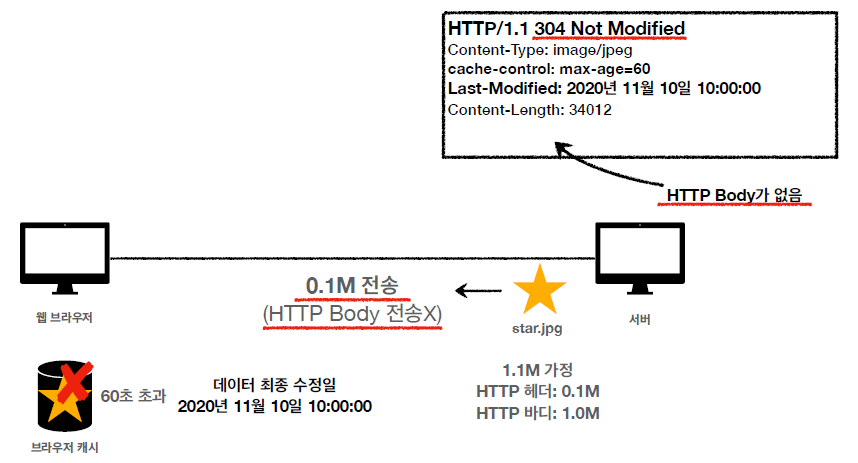 HTTP/1.1 304 Not Modified
Content-Type: image/jpeg
cache-control: max-age=60
Last-Modified: 2020년 11월 10일 10:00:00
Content-Length: 34012
HTTP Body가 없음
0.1M 전송
(HTTP Body 전송X)
웹 브라우저
star.jpg
서버
60초 초과
데이터 최종 수정일
2020년 11월 10일 10:00:00
1.1M 가정
HTTP 헤더: 0.1M
HTTP 바디: 1.0M
브라우저 캐시